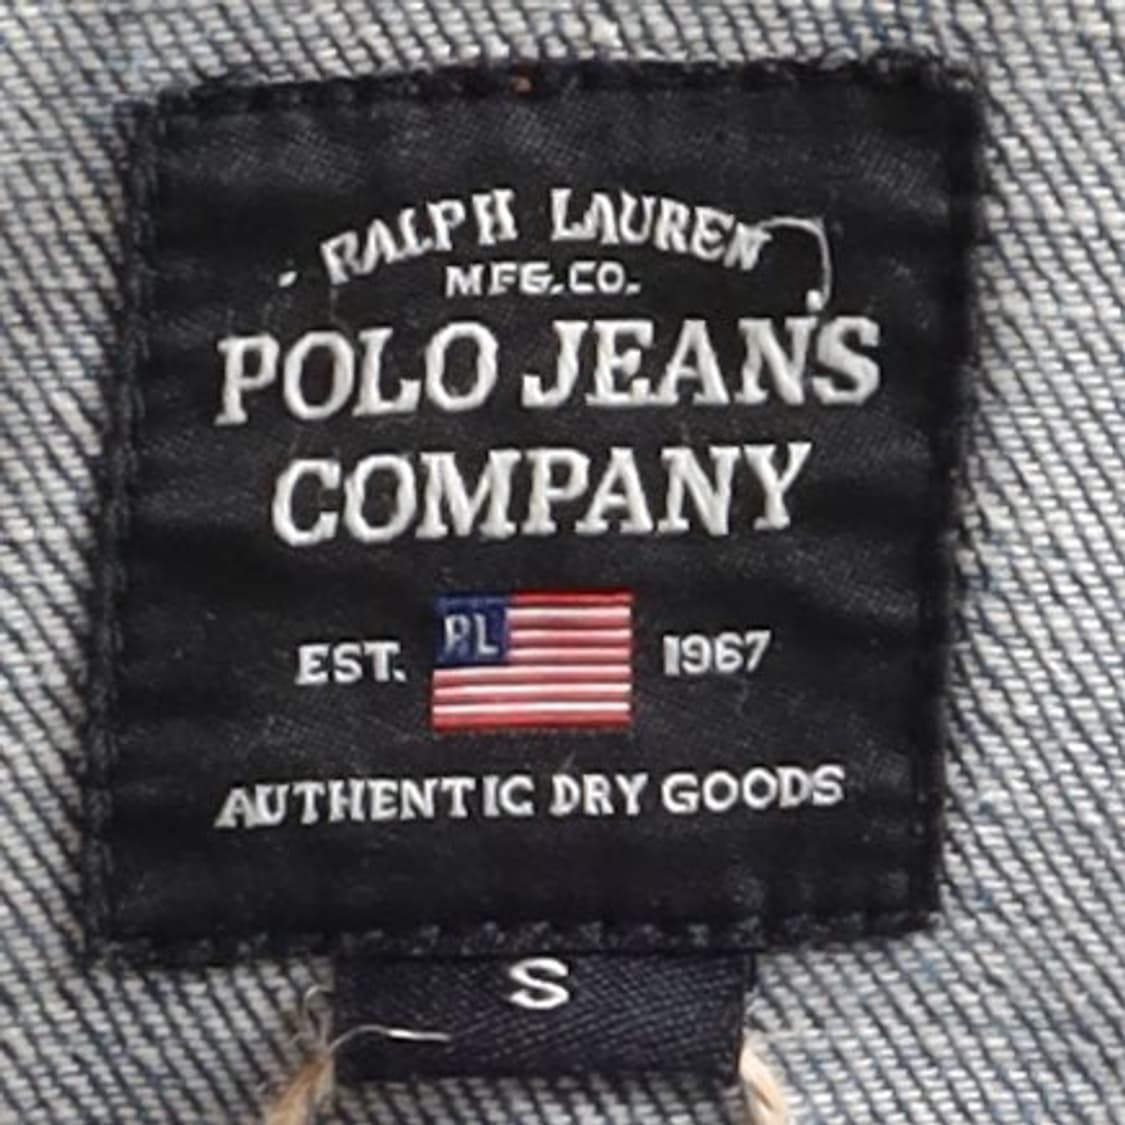 RALPH LAUREN
MFG.CO.
POLO JEANS
COMPANY
EST. RL 1967
AUTHENTIC DRY GOODS
S